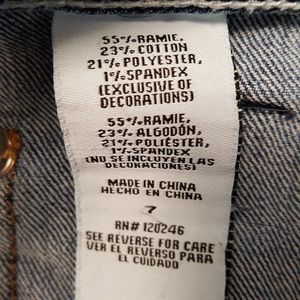 55% RAMIE,
23% COTTON
21% POLYESTER,
1% SPANDEX
(EXCLUSIVE OF
DECORATIONS)
55% RAMIE,
23% ALGODÓN,
21% POLIÉSTER,
1% SPANDEX
(NO SE INCLUYEN LAS
DECORACIONES)
MADE IN CHINA
HECHO EN CHINA
7
RN# 120246
SEE REVERSE FOR CARE
VER EL REVERSO PARA
EL CUIDADO